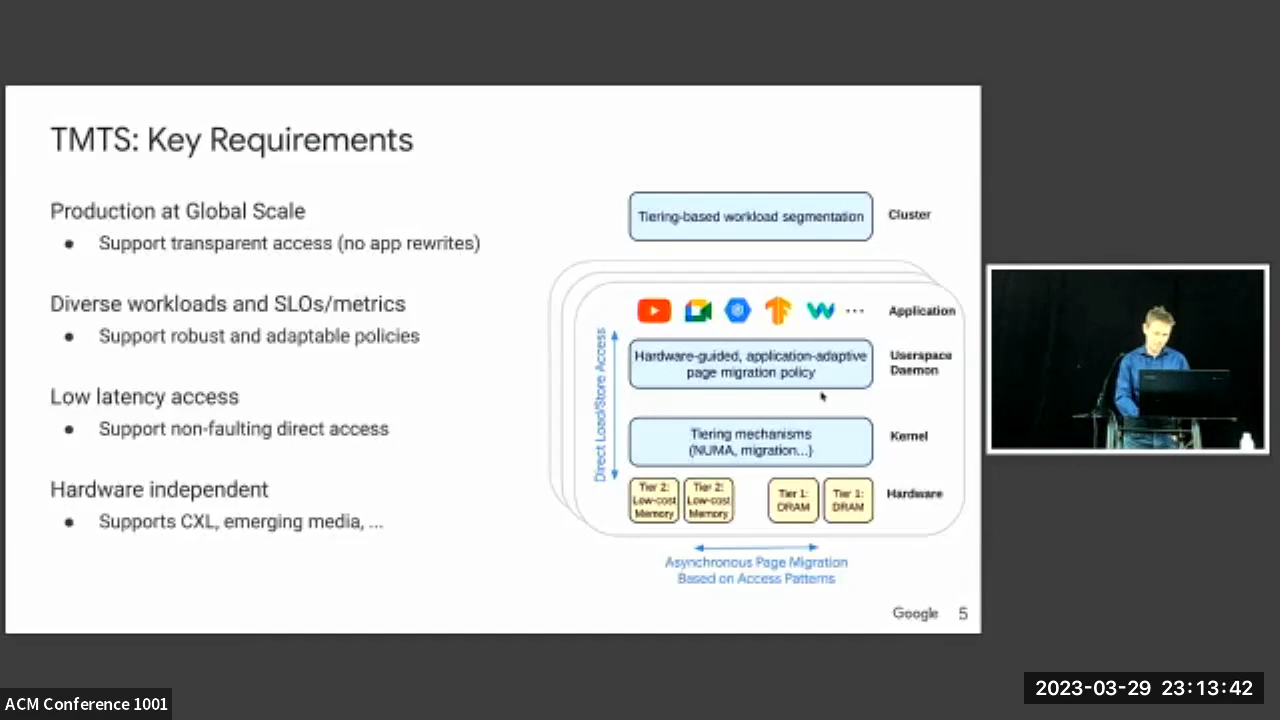 TMTS: Key Requirements
Production at Global Scale
● Support transparent access (no app rewrites)
Diverse workloads and SLOs/metrics
● Support robust and adaptable policies
Low latency access
● Support non-faulting direct access
Hardware independent
● Supports CXL, emerging media, ...
Tiering-based workload segmentation
Cluster
...
Application
Direct Load/Store Access
Hardware-guided, application-adaptive
page migration policy
Userspace
Daemon
Tiering mechanisms
(NUMA, migration...)
Kernel
Tier 2:
Low-cost
Memory
Tier 2:
Low-cost
Memory
Tier 1:
DRAM
Tier 1:
DRAM
Hardware
Asynchronous Page Migration
Based on Access Patterns
Google 5
ACM Conference 1001
2023-03-29 23:13:42